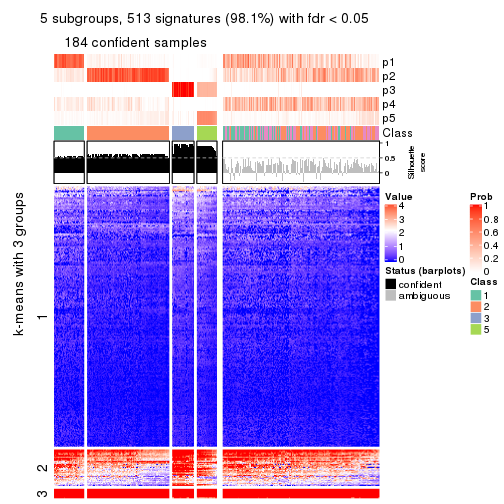 5 subgroups, 513 signatures (98.1%) with fdr < 0.05
184 confident samples
p1
p2
p3
p4
p5
Class
1
0.5
0
Silhouette
score
k-means with 3 groups
1
2
3
Value
4
3
2
1
0
Status (barplots)
confident
ambiguous
Prob
1
0.8
0.6
0.4
0.2
0
Class
1
2
3
5